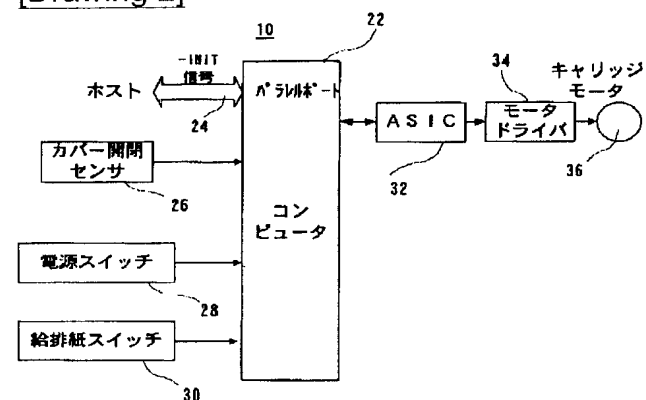 [Drawing 2]
10
22
-INIT
信号
ホスト
24
パラレルポート
カバー開閉
センサ
26
コン
ピュータ
電源スイッチ
28
給排紙スイッチ
30
ASIC
32
34
モータ
ドライバ
キャリッジ
モータ
36